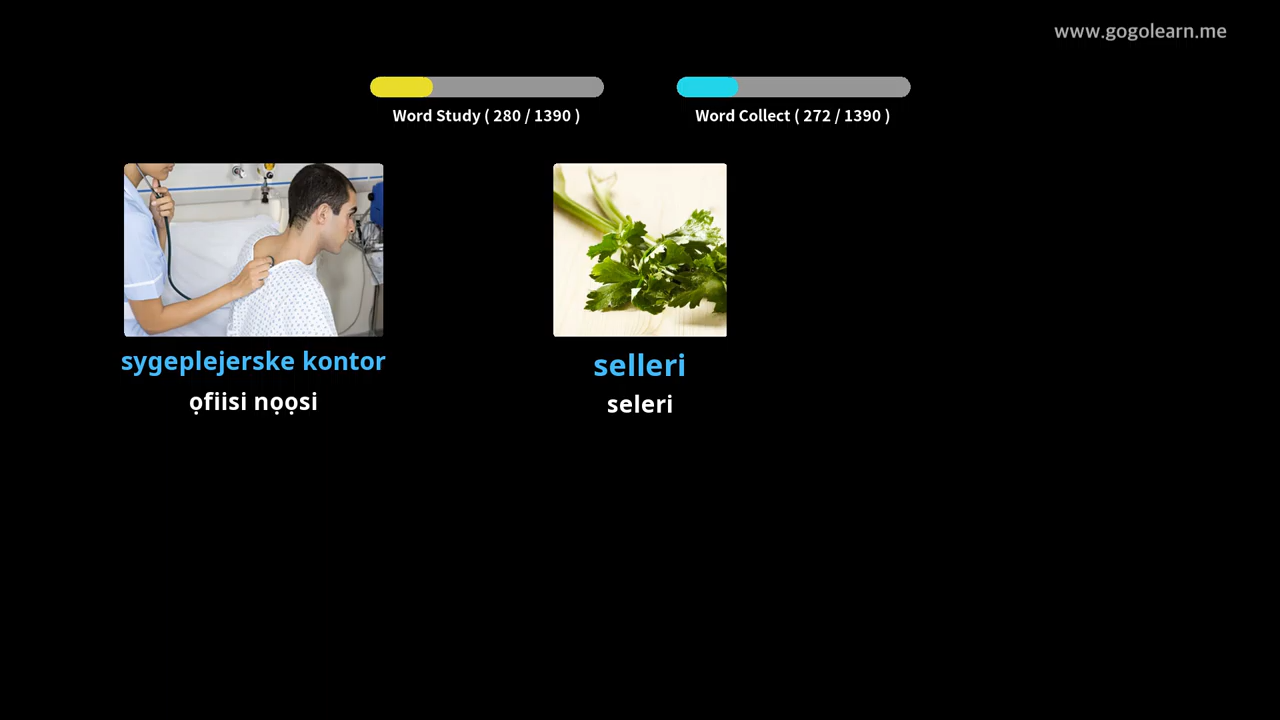 www.gogolearn.me
Word Study ( 280 / 1390 )
Word Collect ( 272 / 1390 )
sygeplejerske kontor
ọfiisi nọọsi
selleri
seleri